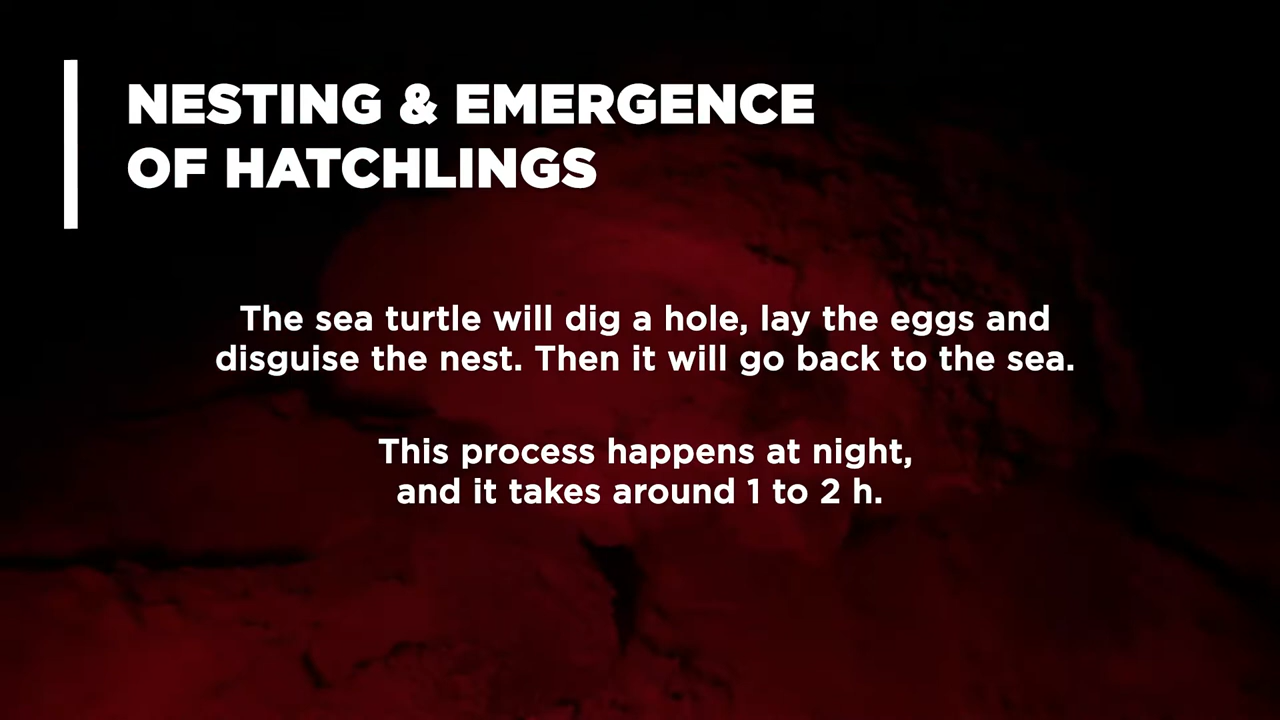 NESTING & EMERGENCE
OF HATCHLINGS
The sea turtle will dig a hole, lay the eggs and
disguise the nest. Then it will go back to the sea.
This process happens at night,
and it takes around 1 to 2 h.